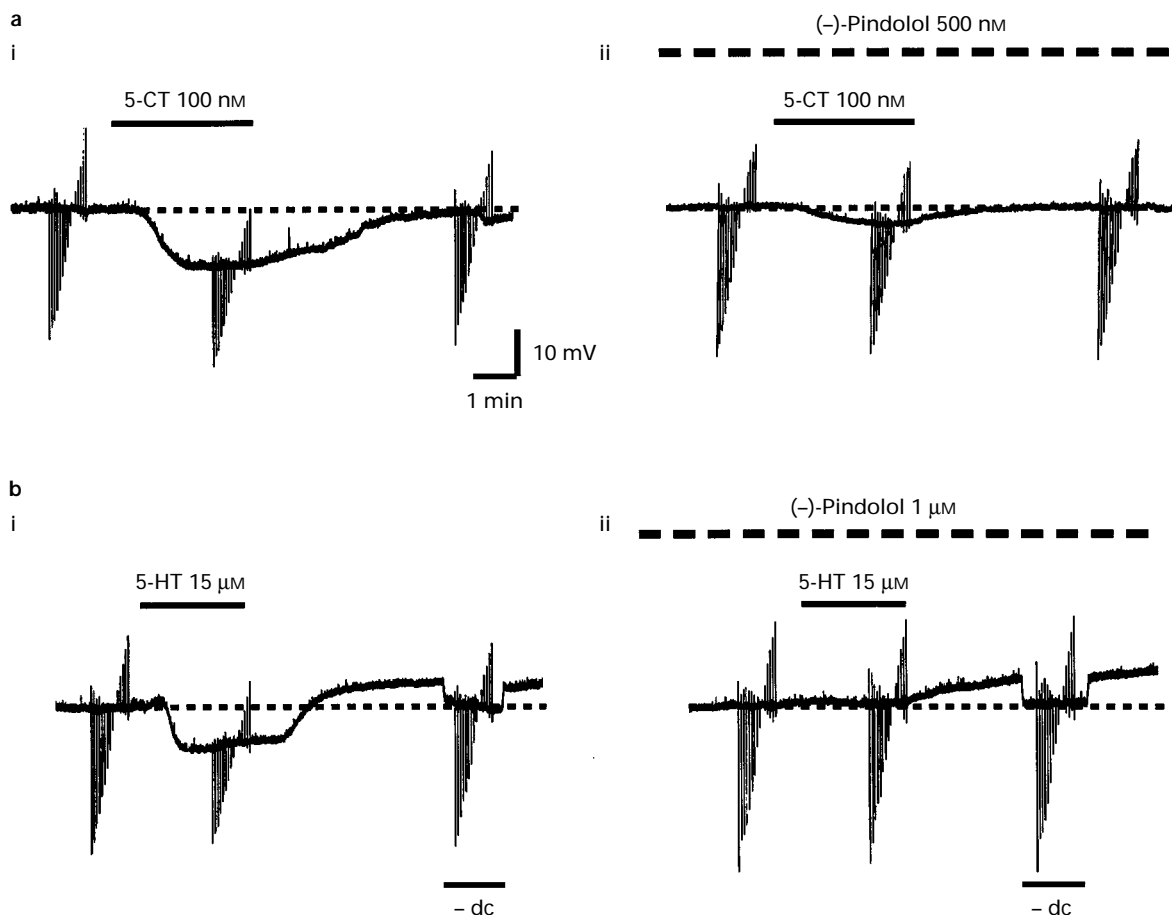 a
i
5-CT 100 nM
10 mV
1 min
ii
(–)-Pindolol 500 nM
5-CT 100 nM
b
i
5-HT 15 µM
– dc
ii
(–)-Pindolol 1 µM
5-HT 15 µM
– dc